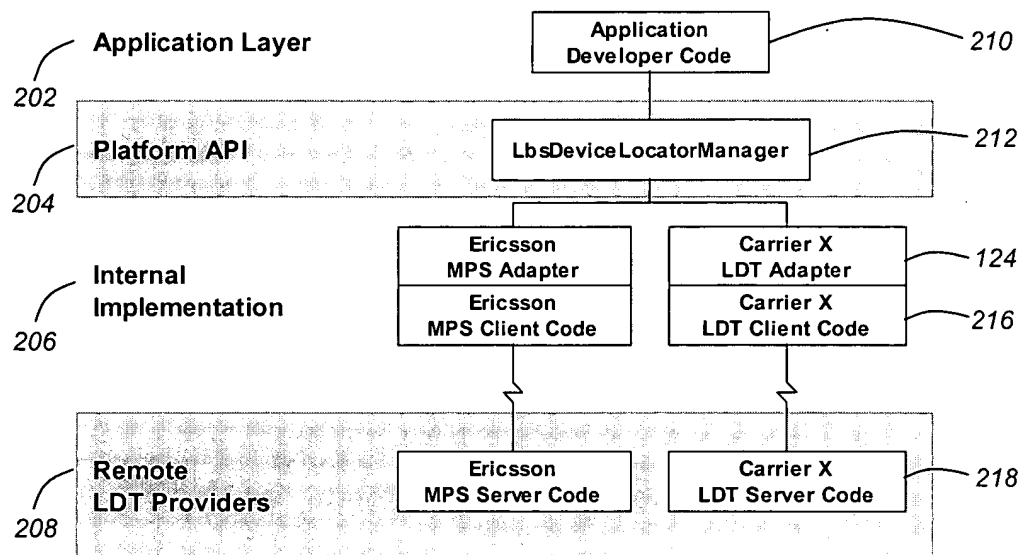 Application Layer
Application
Developer Code
210
202
Platform API
LbsDeviceLocatorManager
212
204
Ericsson
MPS Adapter
Carrier X
LDT Adapter
124
Internal
Implementation
Ericsson
MPS Client Code
Carrier X
LDT Client Code
216
206
Remote
LDT Providers
Ericsson
MPS Server Code
Carrier X
LDT Server Code
218
208